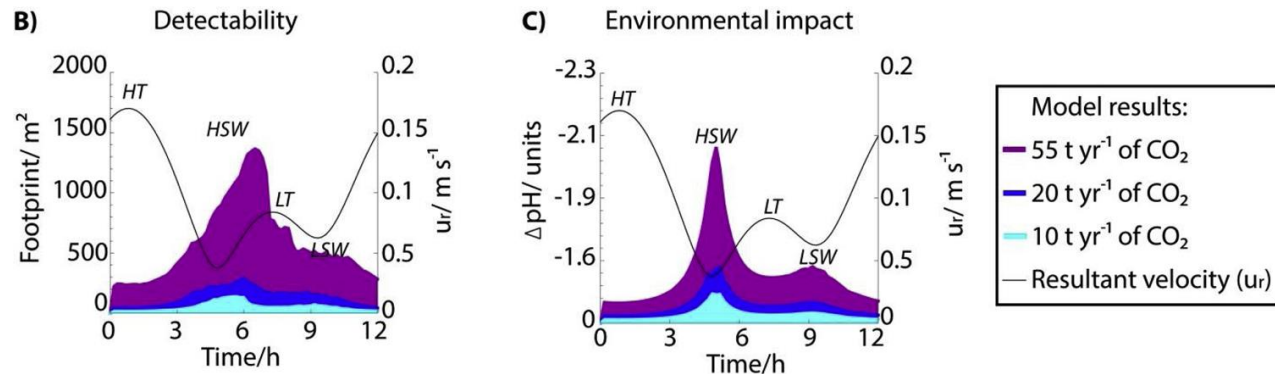 B) Detectability
Footprint/ m²
2000
1500
1000
500
0
HT
HSW
LT
LSW
0.2
0.15
0.1
0.5
0
uᵣ/ m s⁻¹
0 3 6 9 12
Time/h
C) Environmental impact
ΔpH/ units
-2.3
-2.1
-1.9
-1.6
0
HT
HSW
LT
LSW
0.2
0.15
0.1
0.5
0
uᵣ/ m s⁻¹
0 3 6 9 12
Time/h
Model results:
55 t yr⁻¹ of CO₂
20 t yr⁻¹ of CO₂
10 t yr⁻¹ of CO₂
Resultant velocity (uᵣ)